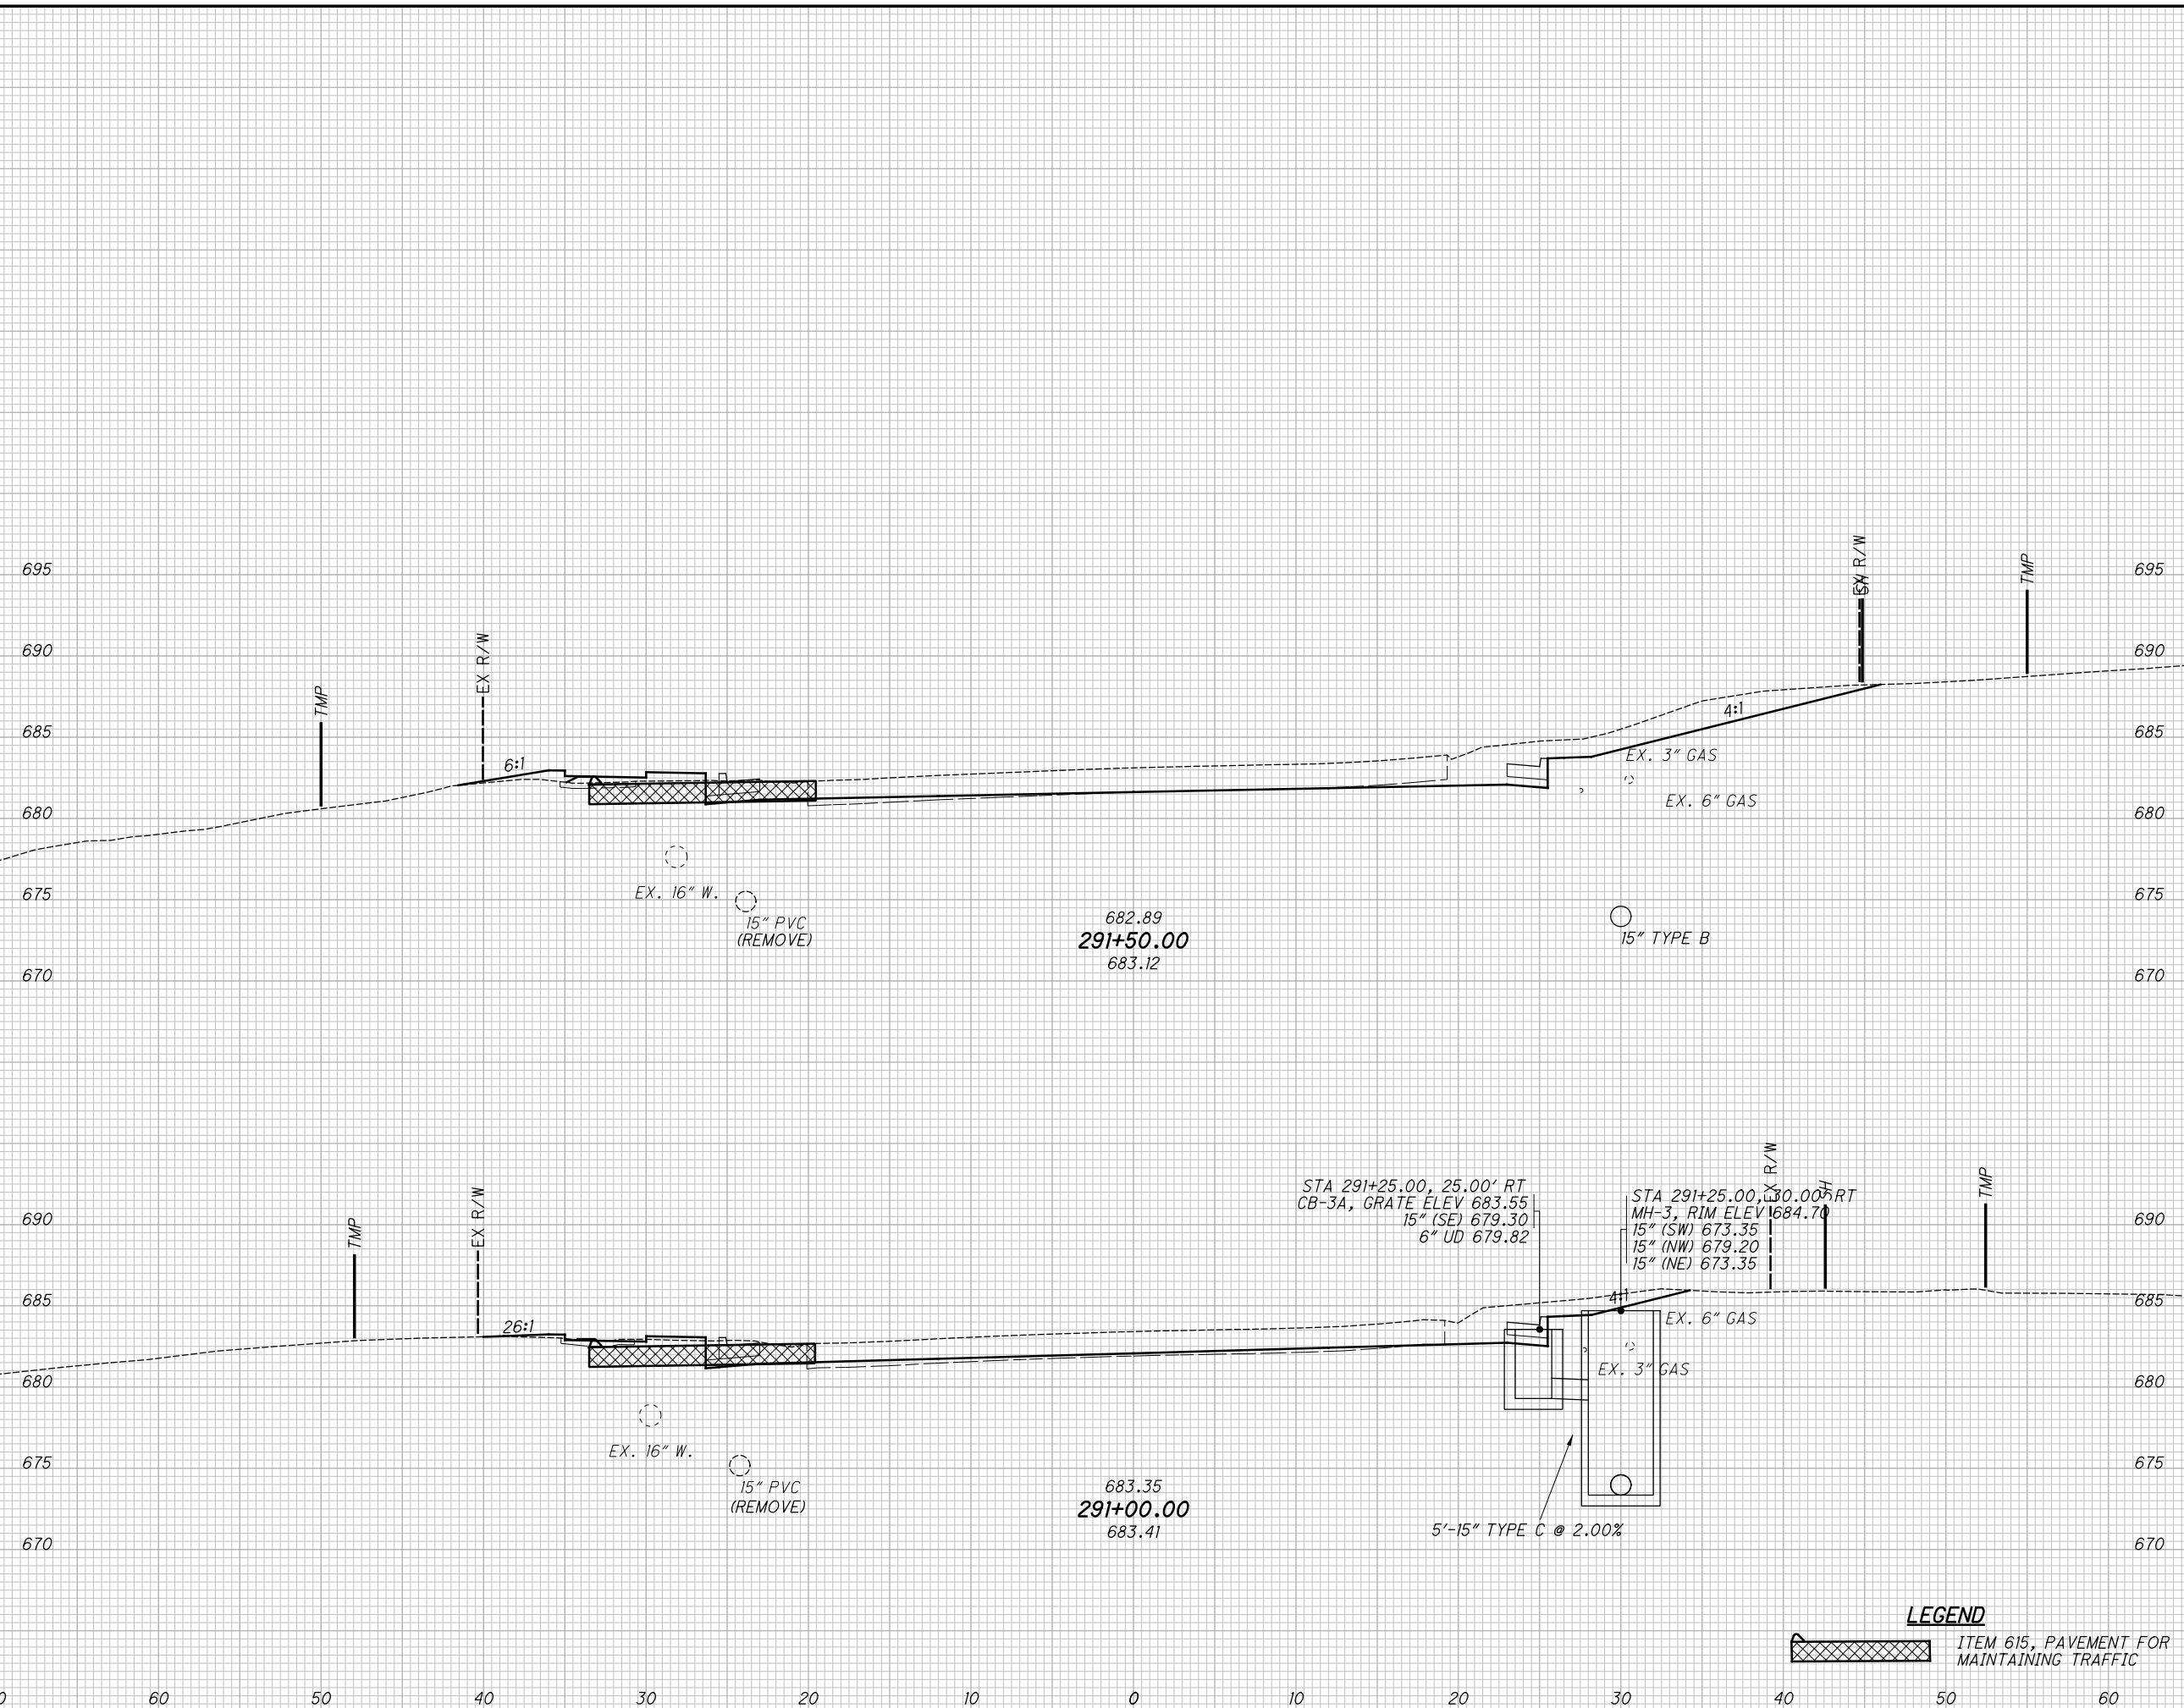 695
EX R/W
SH
TMP
695
690
EX R/W
690
TMP
685
6:1
4:1
685
EX. 3" GAS
680
EX. 6" GAS
680
675
EX. 16" W.
675
15" PVC
(REMOVE)
682.89
291+50.00
683.12
15" TYPE B
670
670
690
TMP
EX R/W
STA 291+25.00, 25.00' RT
CB-3A, GRATE ELEV 683.55
15" (SE) 679.30
6" UD 679.82
STA 291+25.00, 30.00' RT
MH-3, RIM ELEV 684.70
15" (SW) 673.35
15" (NW) 679.20
15" (NE) 673.35
EX R/W
SH
TMP
690
685
26:1
4:1
685
EX. 6" GAS
680
EX. 3" GAS
680
EX. 16" W.
675
675
15" PVC
(REMOVE)
683.35
291+00.00
683.41
5'-15" TYPE C @ 2.00%
670
670
LEGEND
ITEM 615, PAVEMENT FOR
MAINTAINING TRAFFIC
0 60 50 40 30 20 10 0 10 20 30 40 50 60